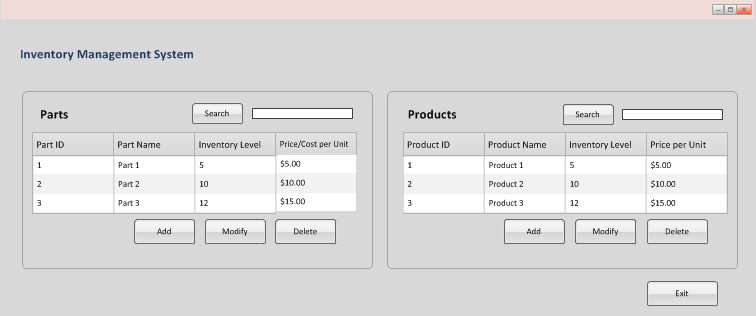 Inventory Management System
Parts
Search
Part ID Part Name Inventory Level Price/Cost per Unit
1 Part 1 5 $5.00
2 Part 2 10 $10.00
3 Part 3 12 $15.00
Add Modify Delete
Products
Search
Product ID Product Name Inventory Level Price per Unit
1 Product 1 5 $5.00
2 Product 2 10 $10.00
3 Product 3 12 $15.00
Add Modify Delete
Exit